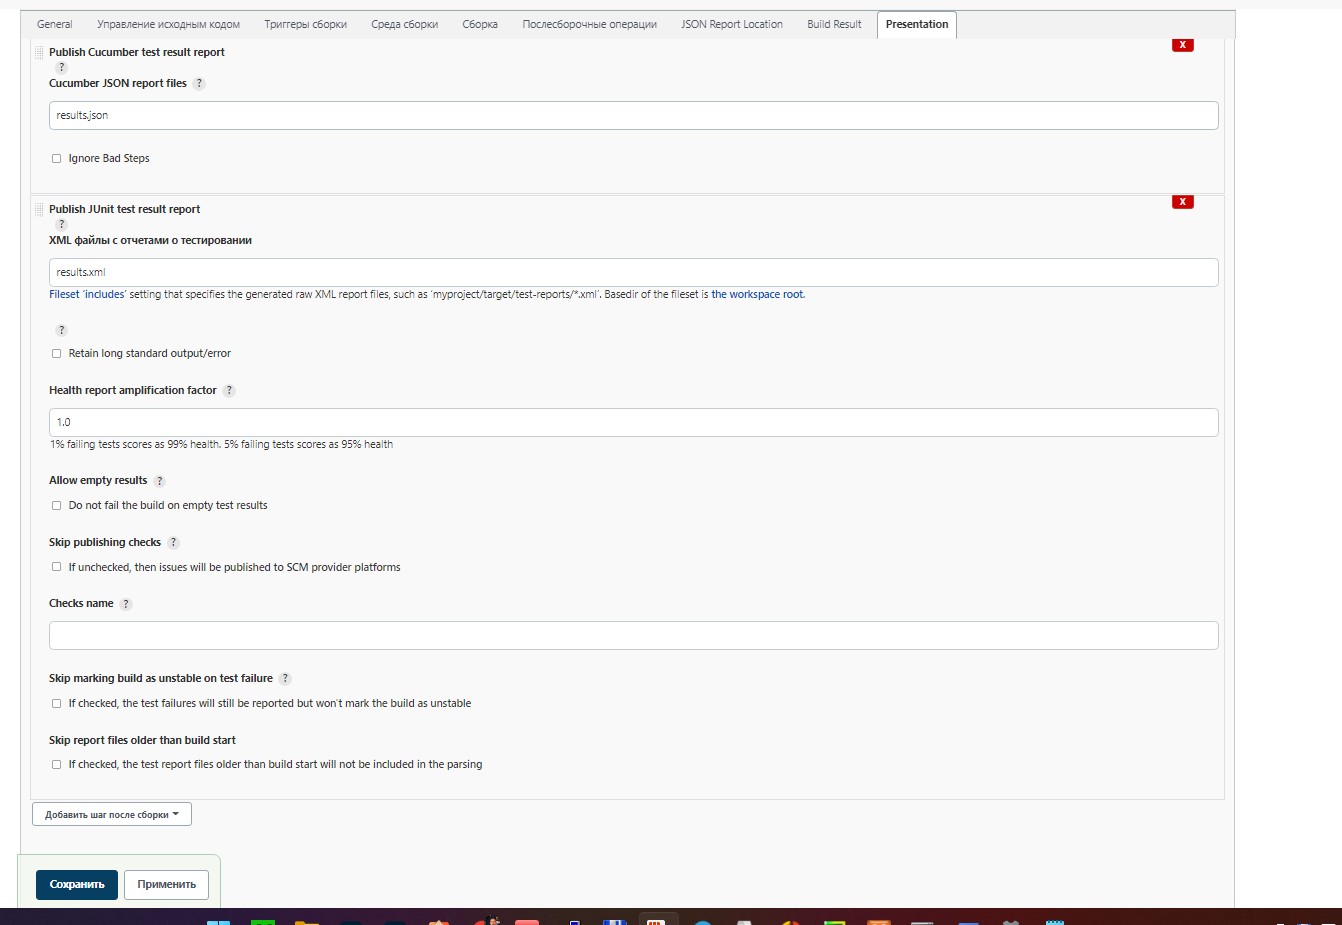 General Управление исходным кодом Триггеры сборки Среда сборки Сборка Послесборочные операции JSON Report Location Build Result Presentation
Publish Cucumber test result report X
?
Cucumber JSON report files ?
results.json
Ignore Bad Steps
Publish JUnit test result report X
?
XML файлы с отчетами о тестировании
results.xml
Fileset 'includes' setting that specifies the generated raw XML report files, such as 'myproject/target/test-reports/*.xml'. Basedir of the fileset is the workspace root.
?
Retain long standard output/error
Health report amplification factor ?
1.0
1% failing tests scores as 99% health. 5% failing tests scores as 95% health
Allow empty results ?
Do not fail the build on empty test results
Skip publishing checks ?
If unchecked, then issues will be published to SCM provider platforms
Checks name ?
Skip marking build as unstable on test failure ?
If checked, the test failures will still be reported but won't mark the build as unstable
Skip report files older than build start
If checked, the test report files older than build start will not be included in the parsing
Добавить шаг после сборки
Сохранить Применить